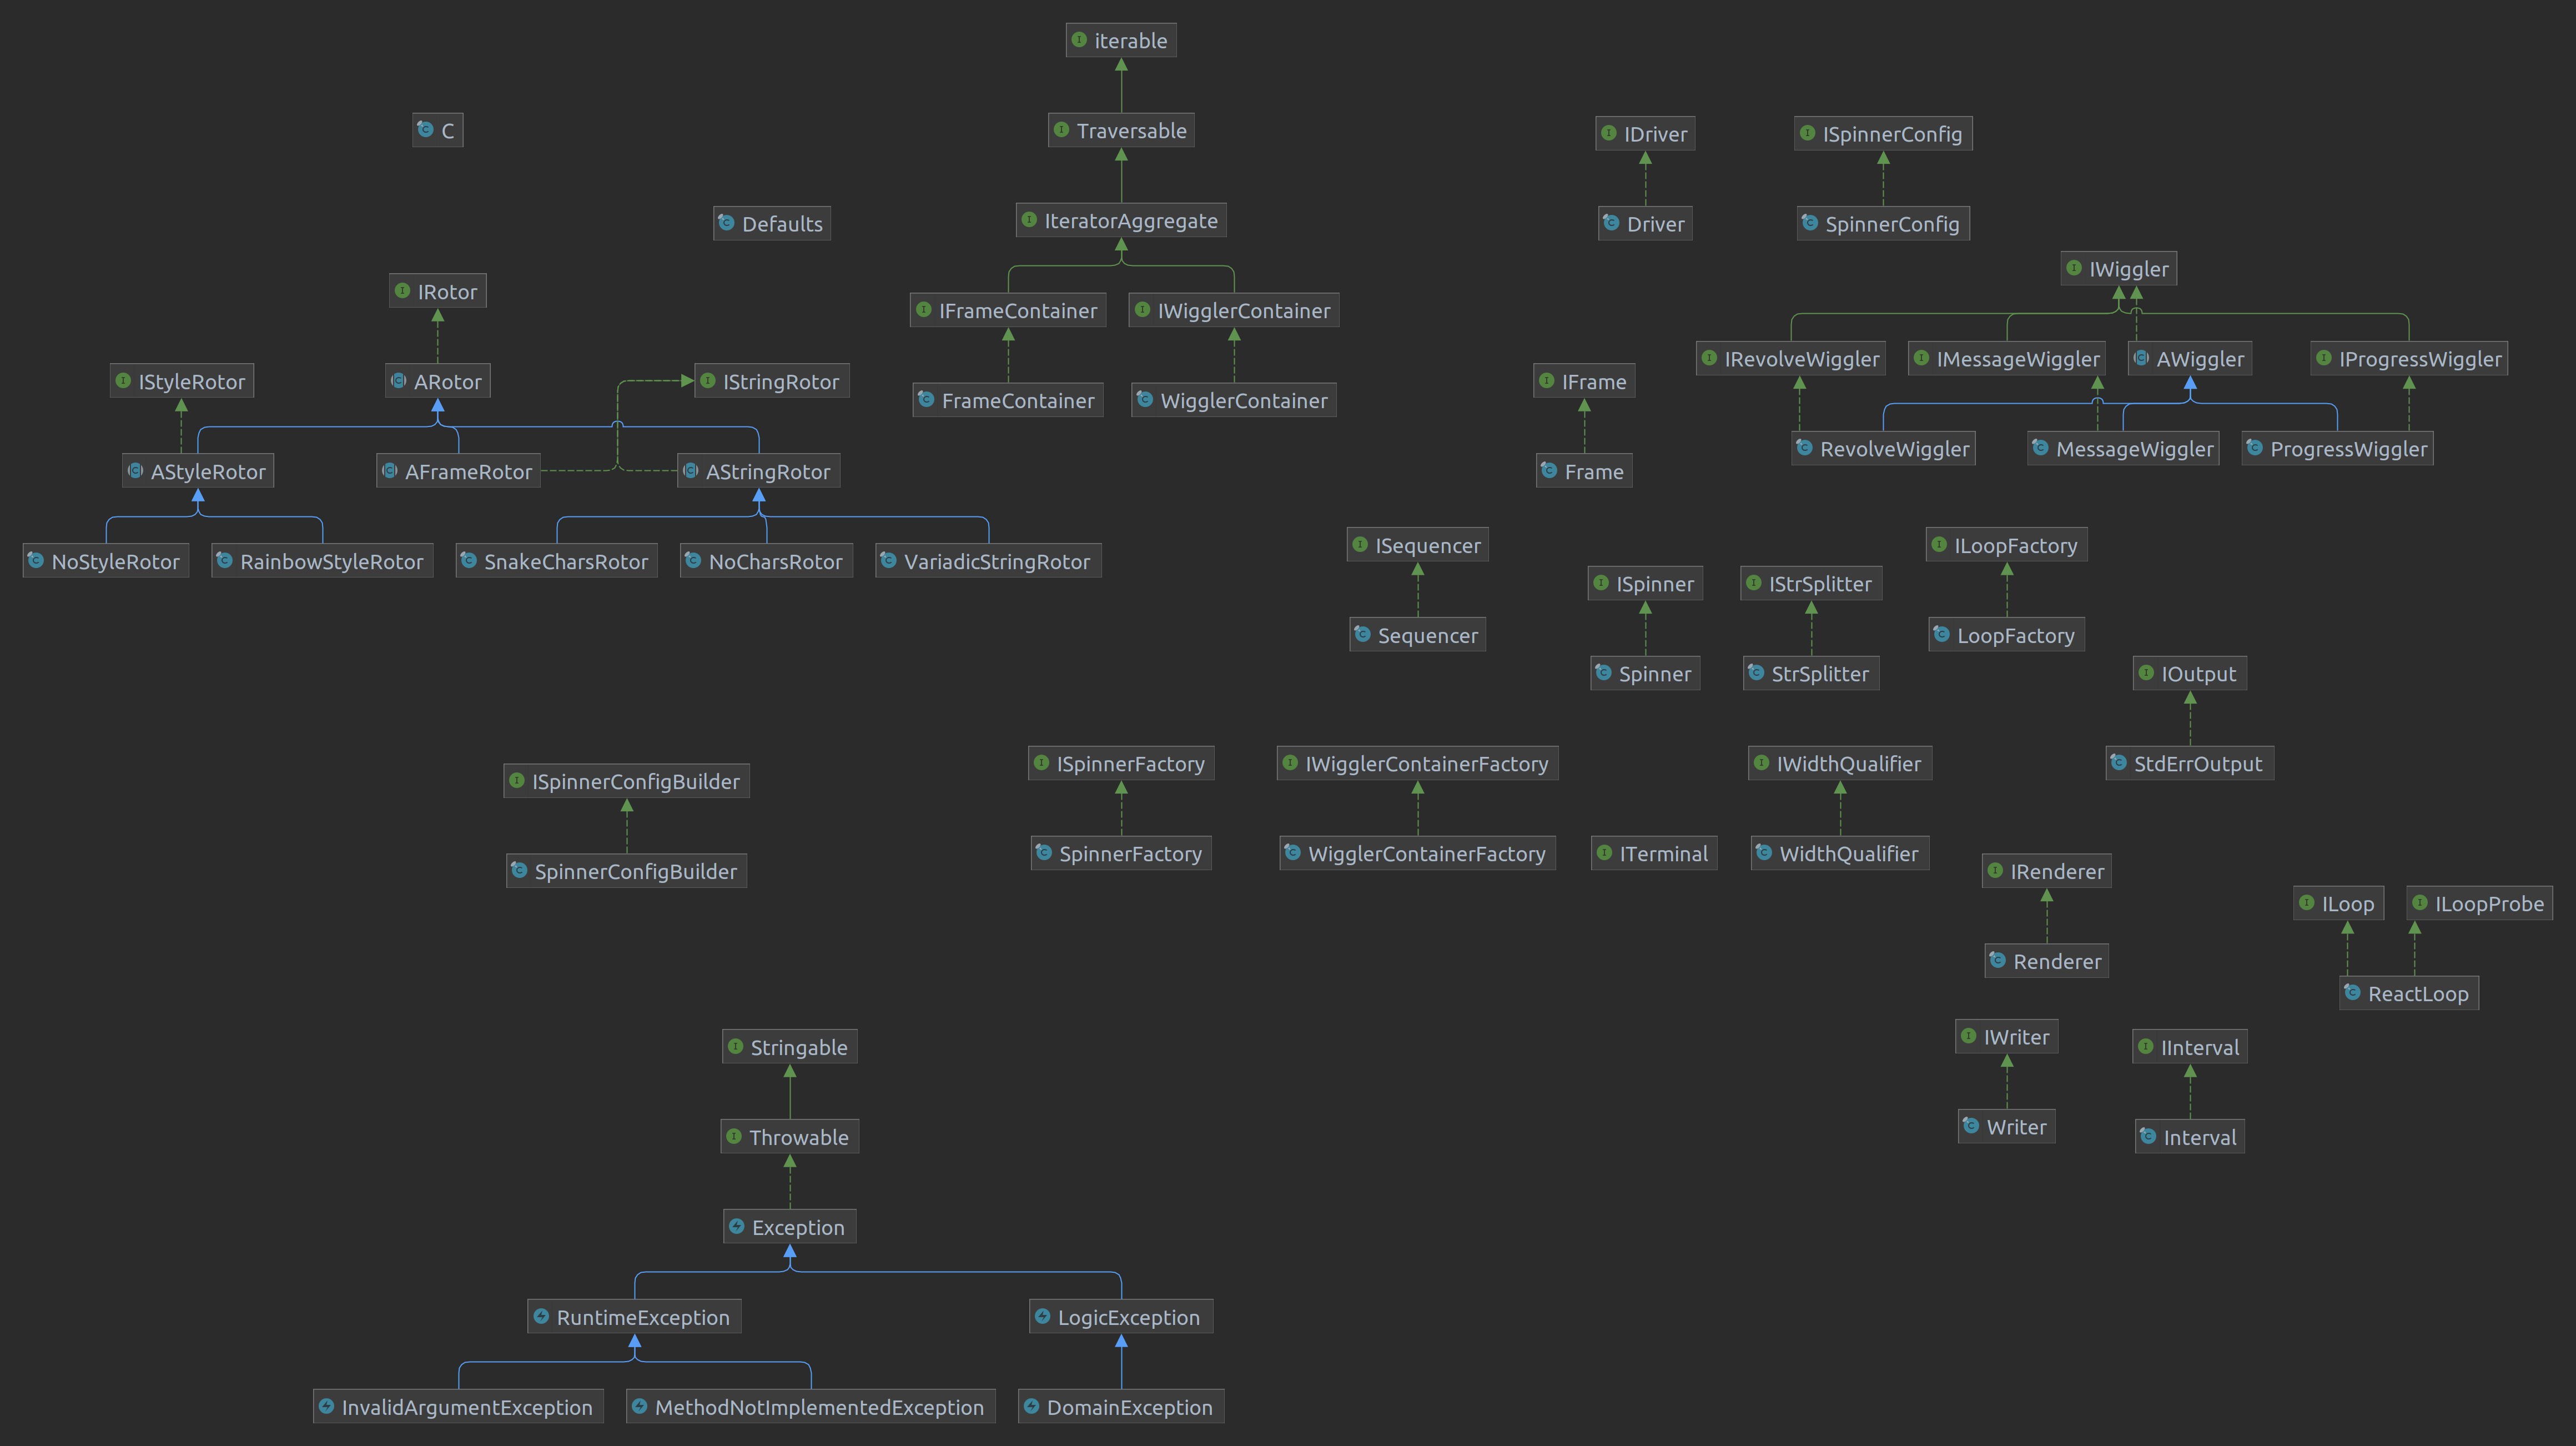 iterable
C
Traversable
IDriver
ISpinnerConfig
Defaults
IteratorAggregate
Driver
SpinnerConfig
IWiggler
IRotor
IFrameContainer
IWigglerContainer
IRevolveWiggler
IMessageWiggler
AWiggler
IProgressWiggler
IStyleRotor
ARotor
IStringRotor
FrameContainer
WigglerContainer
IFrame
RevolveWiggler
MessageWiggler
ProgressWiggler
AStyleRotor
AFrameRotor
AStringRotor
Frame
NoStyleRotor
RainbowStyleRotor
SnakeCharsRotor
NoCharsRotor
VariadicStringRotor
ISequencer
ILoopFactory
ISpinner
IStrSplitter
Sequencer
LoopFactory
Spinner
StrSplitter
IOutput
ISpinnerConfigBuilder
ISpinnerFactory
IWigglerContainerFactory
IWidthQualifier
StdErrOutput
SpinnerConfigBuilder
SpinnerFactory
WigglerContainerFactory
ITerminal
WidthQualifier
IRenderer
ILoop
ILoopProbe
Renderer
ReactLoop
Stringable
IWriter
IInterval
Throwable
Writer
Interval
Exception
RuntimeException
LogicException
InvalidArgumentException
MethodNotImplementedException
DomainException